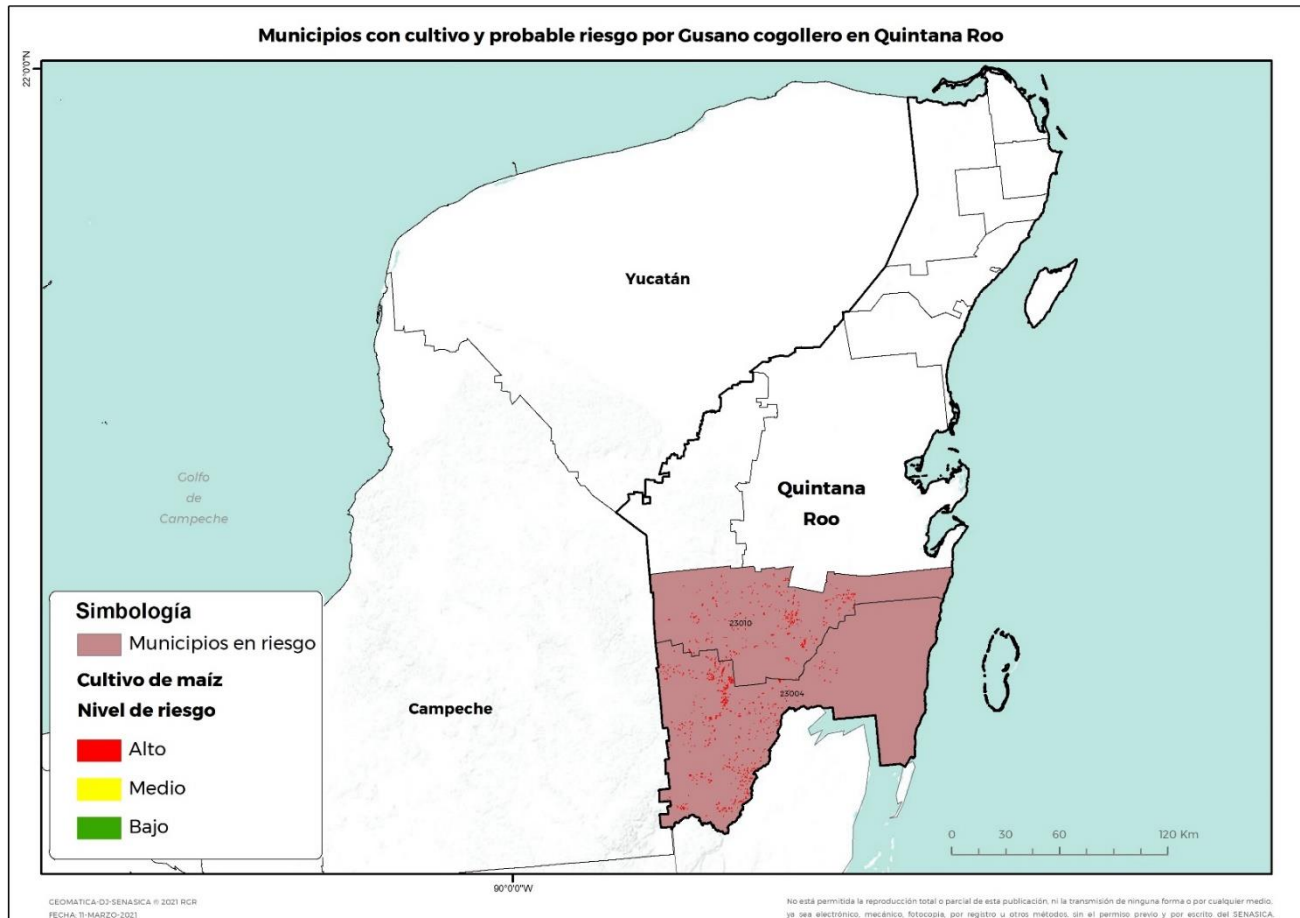 Municipios con cultivo y probable riesgo por Gusano cogollero en Quintana Roo
22°0'0"N
Yucatán
Golfo
de
Campeche
Quintana
Roo
23010
23004
Campeche
Simbología
Municipios en riesgo
Cultivo de maíz
Nivel de riesgo
Alto
Medio
Bajo
0 30 60 120 Km
90°0'0"W
GEOMATICA-DJ-SENASICA © 2021 RCR
FECHA: 11-MARZO-2021
No está permitida la reproducción total o parcial de esta publicación, ni la transmisión de ninguna forma o por cualquier medio,
ya sea electrónico, mecánico, fotocopia, por registro u otros métodos, sin el permiso previo y por escrito del SENASICA.